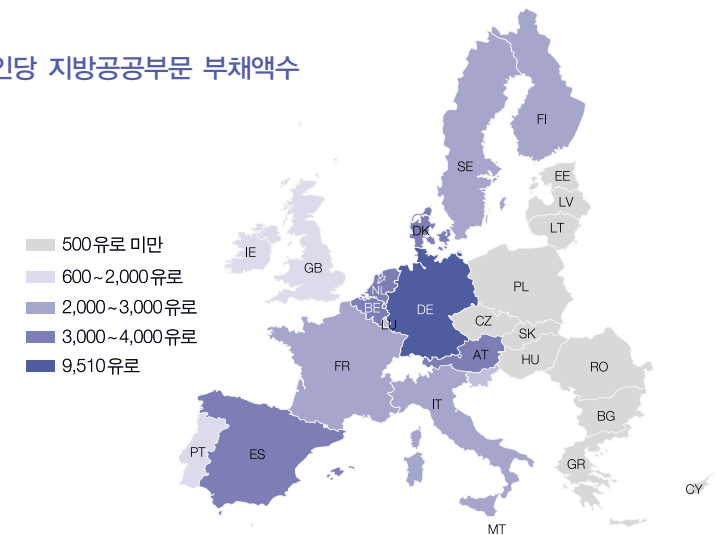 인당 지방공공부문 부채액수
500유로 미만
600~2,000유로
2,000~3,000유로
3,000~4,000유로
9,510유로
FI
SE
EE
LV
LT
DK
IE
GB
NL
BE
LU
DE
PL
CZ
SK
AT
HU
RO
FR
IT
BG
PT
ES
GR
CY
MT